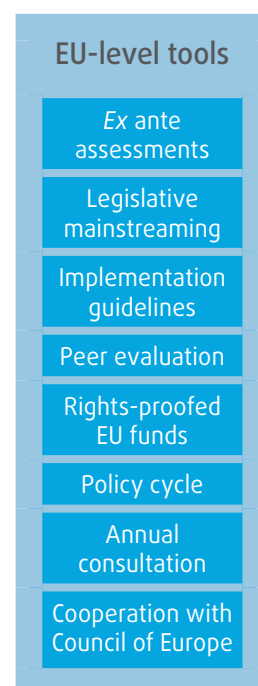 EU-level tools
Ex ante
assessments
Legislative
mainstreaming
Implementation
guidelines
Peer evaluation
Rights-proofed
EU funds
Policy cycle
Annual
consultation
Cooperation with
Council of Europe